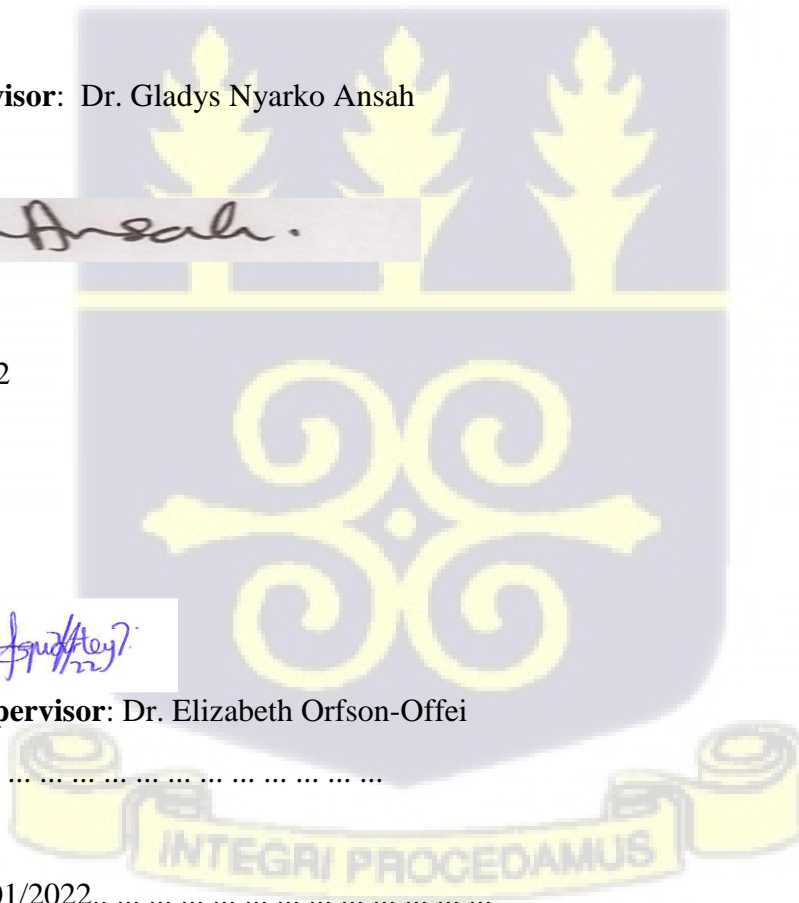 visor: Dr. Gladys Nyarko Ansah
Ansah.
2
pervisor: Dr. Elizabeth Orfson-Offei
... ... ... ... ... ... ... ... ... ... ... ...
INTEGRI PROCEDAMUS
01/2022.. ... ... ... ... ... ... ... ... ... ... ... ...